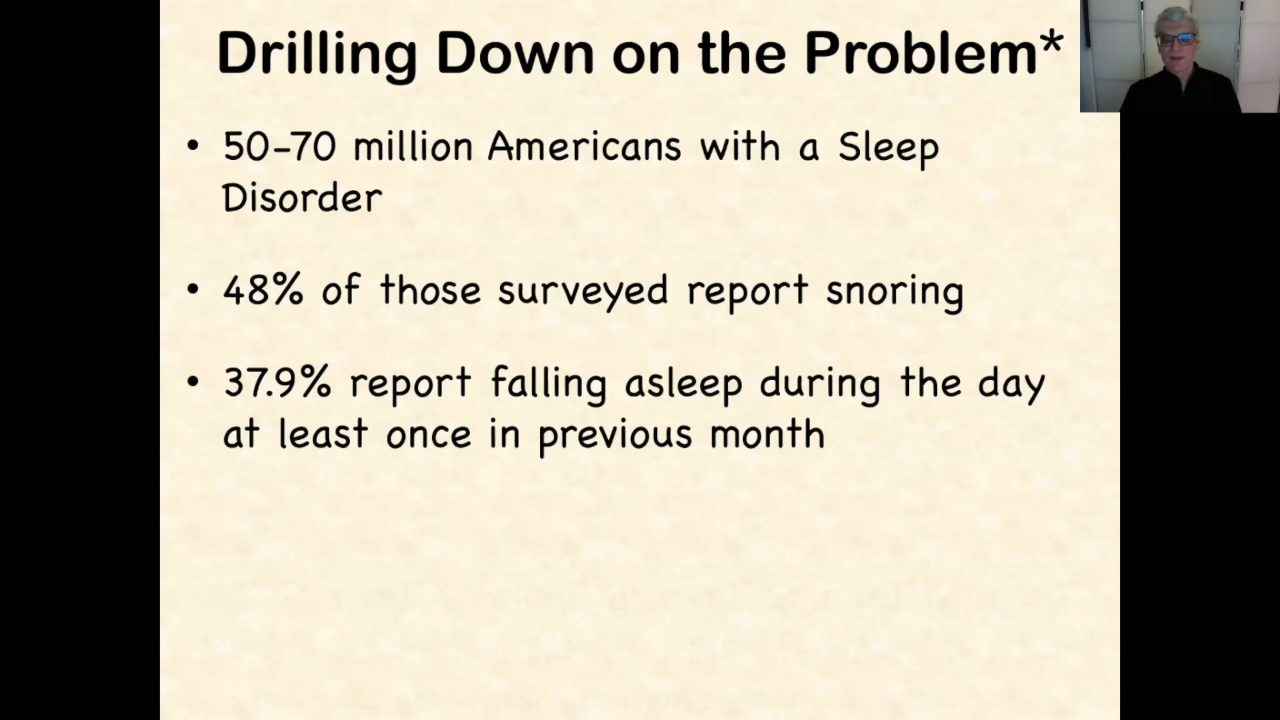 Drilling Down on the Problem*
• 50-70 million Americans with a Sleep
Disorder
• 48% of those surveyed report snoring
• 37.9% report falling asleep during the day
at least once in previous month